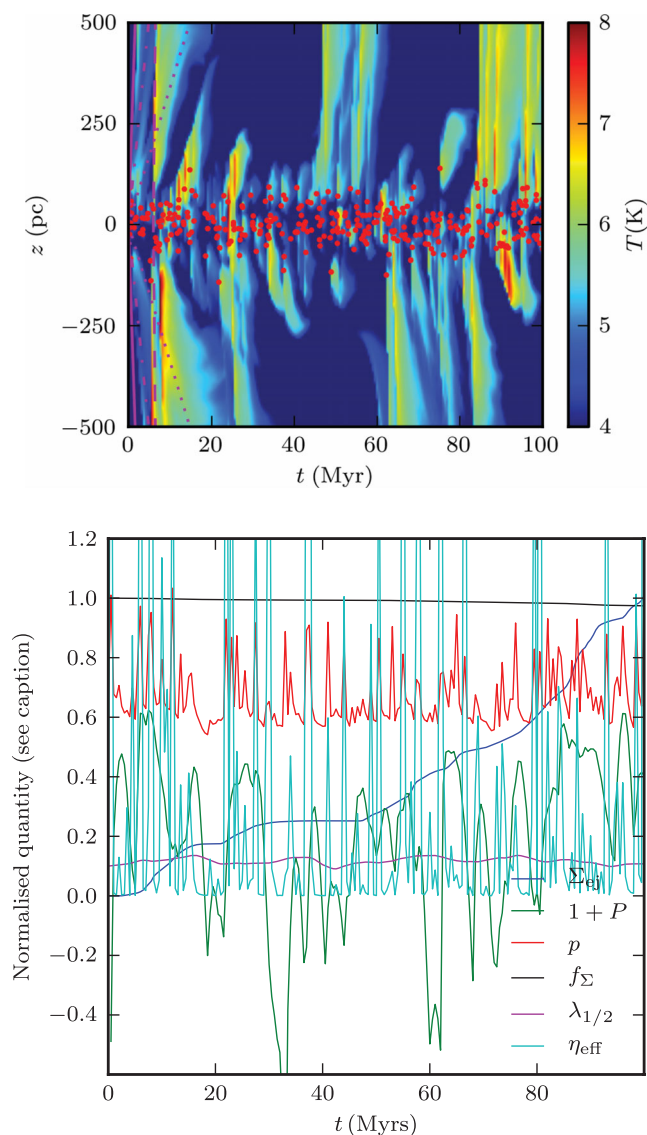 500
250
0
−250
−500
z (pc)
0 20 40 60 80 100
t (Myr)
8
7
6
5
4
T(K)
1.2
1.0
0.8
0.6
0.4
0.2
0.0
−0.2
−0.4
Normalised quantity (see caption)
Σej
1 + P
p
fΣ
λ1/2
ηeff
0 20 40 60 80
t (Myrs)